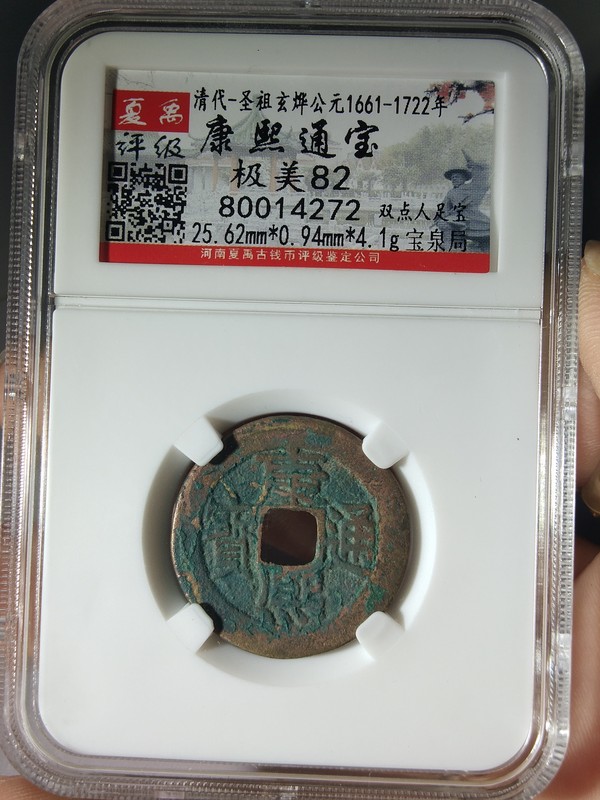 清代-圣祖玄烨公元1661-1722年
夏禹
评级
康熙通宝
极美82
80014272 双点人足宝
25.62mm*0.94mm*4.1g 宝泉局
河南夏禹古钱币评级鉴定公司
康熙通寶